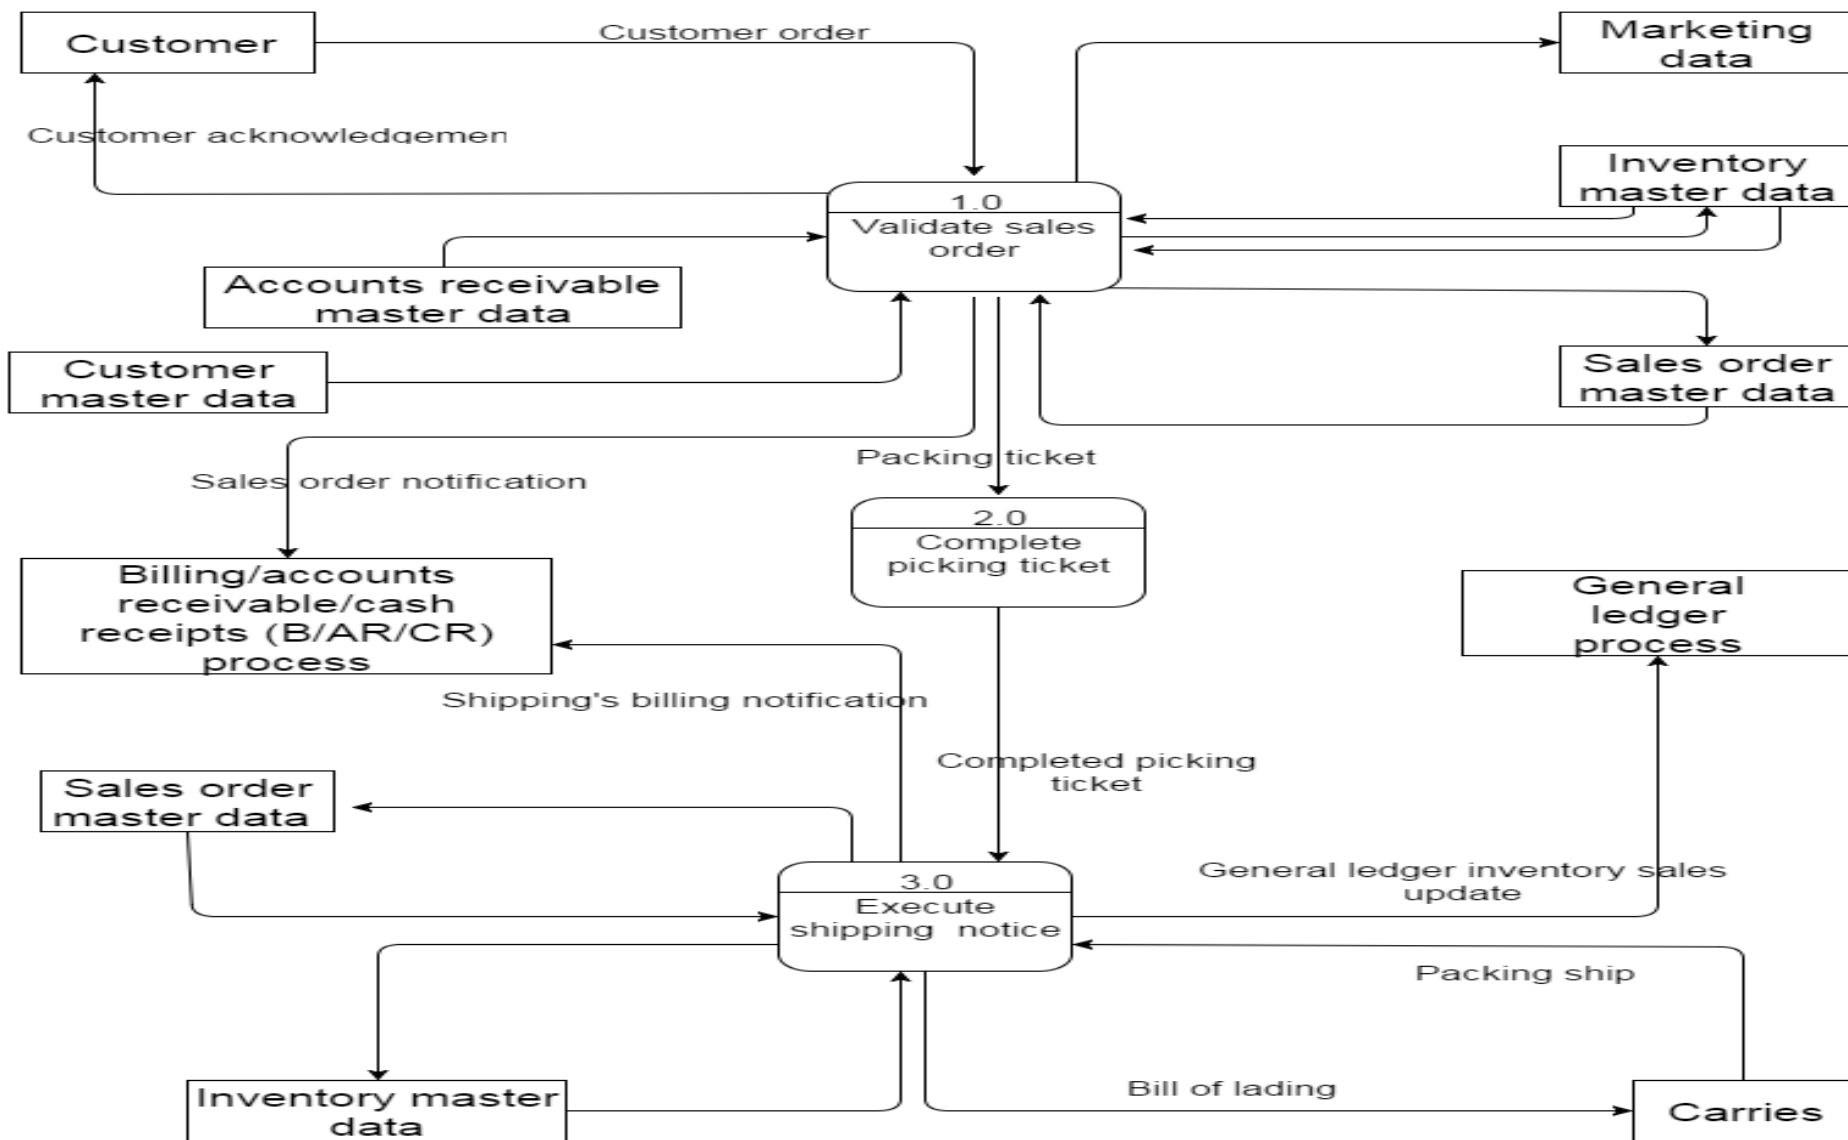 Customer
Customer order
Marketing
data
Customer acknowledgemen
Inventory
master data
1.0
Validate sales
order
Accounts receivable
master data
Customer
master data
Sales order
master data
Packing ticket
Sales order notification
2.0
Complete
picking ticket
Billing/accounts
receivable/cash
receipts (B/AR/CR)
process
General
ledger
process
Shipping's billing notification
Completed picking
ticket
Sales order
master data
3.0
Execute
shipping notice
General ledger inventory sales
update
Packing ship
Inventory master
data
Bill of lading
Carries